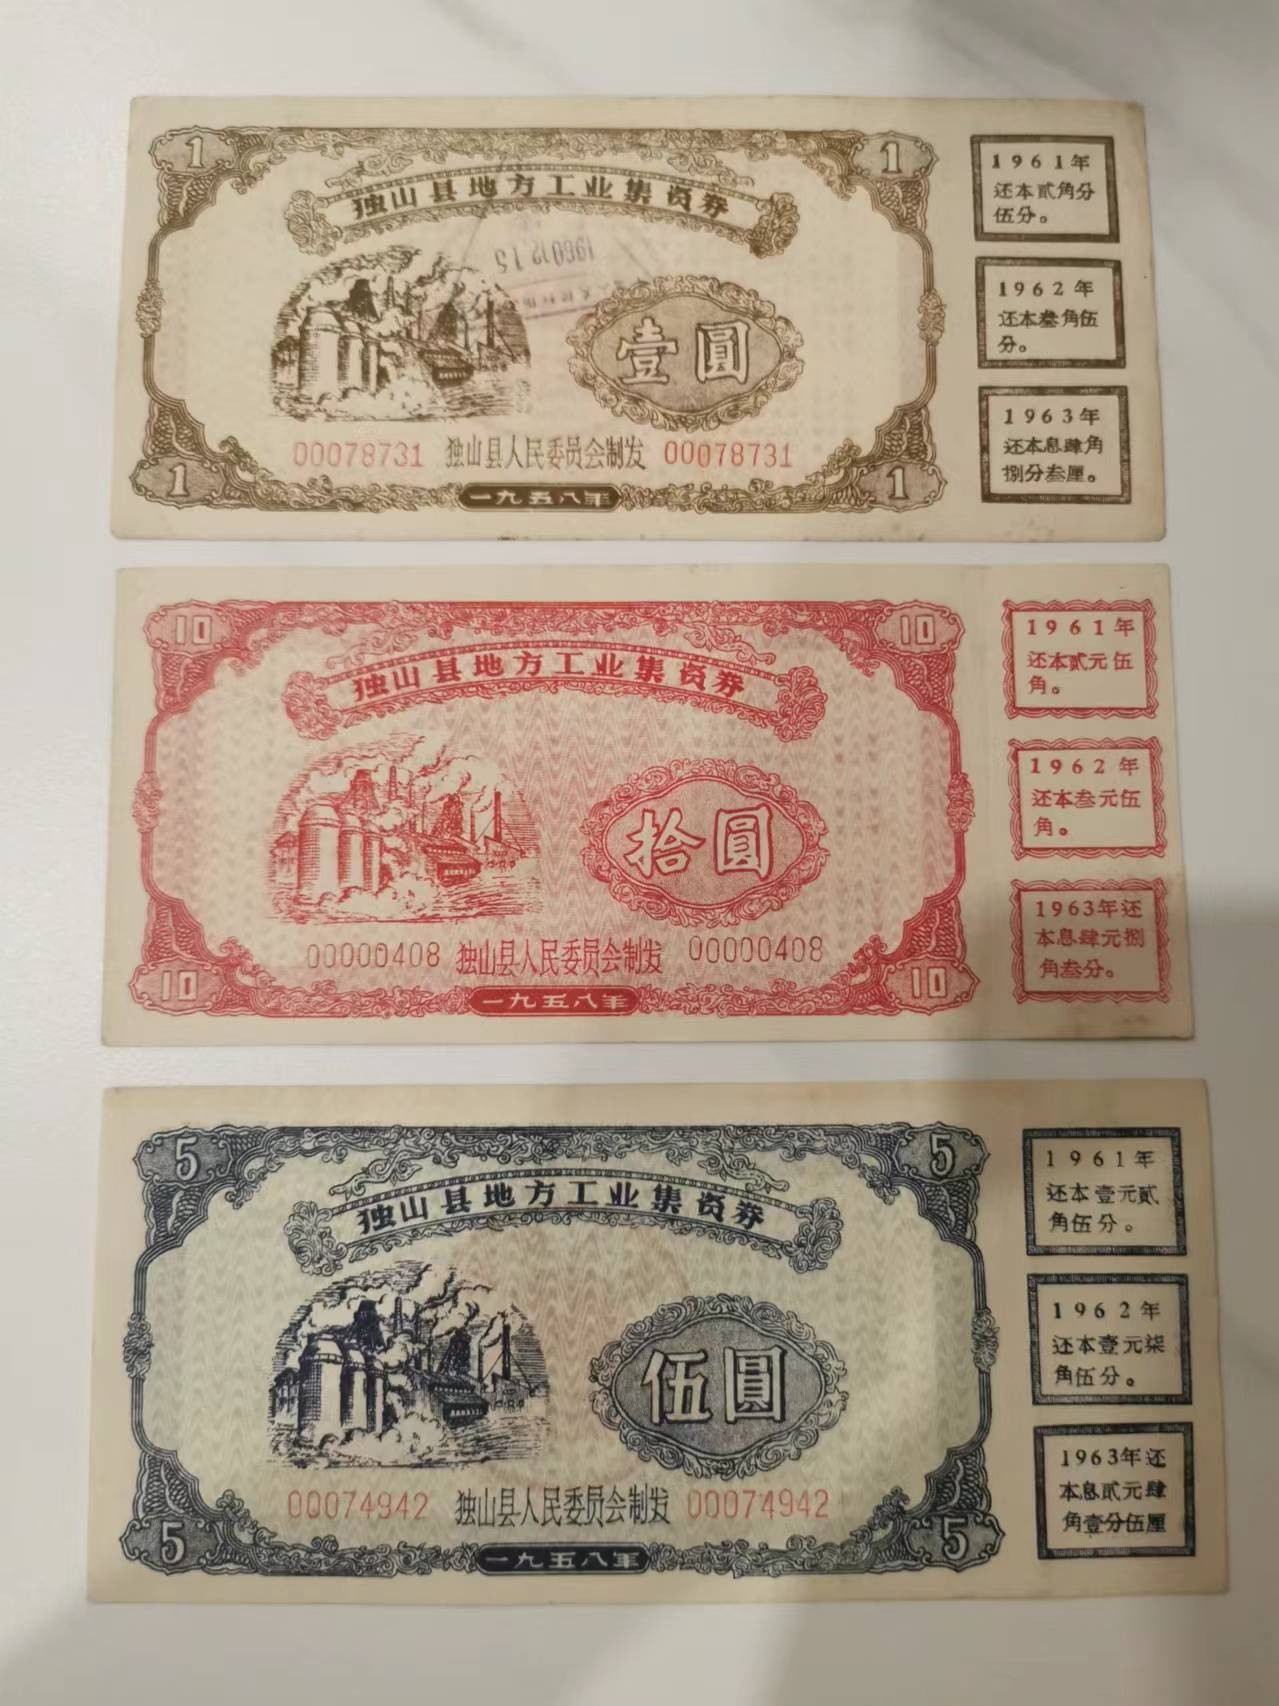 1
1
独山县地方工业集资券
1960.12.15
壹圆
00078731 独山县人民委员会制发 00078731
1
一九五八年
1
1961年
还本贰角分
伍分。
1962年
还本叁角伍
分。
1963年
还本息肆角
捌分叁厘。
10
10
独山县地方工业集资券
拾圆
00000408 独山县人民委员会制发 00000408
10
一九五八年
10
1961年
还本贰元伍
角。
1962年
还本叁元伍
角。
1963年还
本息肆元捌
角叁分。
5
5
独山县地方工业集资券
伍圆
00074942 独山县人民委员会制发 00074942
5
一九五八年
5
1961年
还本壹元贰
角伍分。
1962年
还本壹元柒
角伍分。
1963年还
本息贰元肆
角壹分伍厘